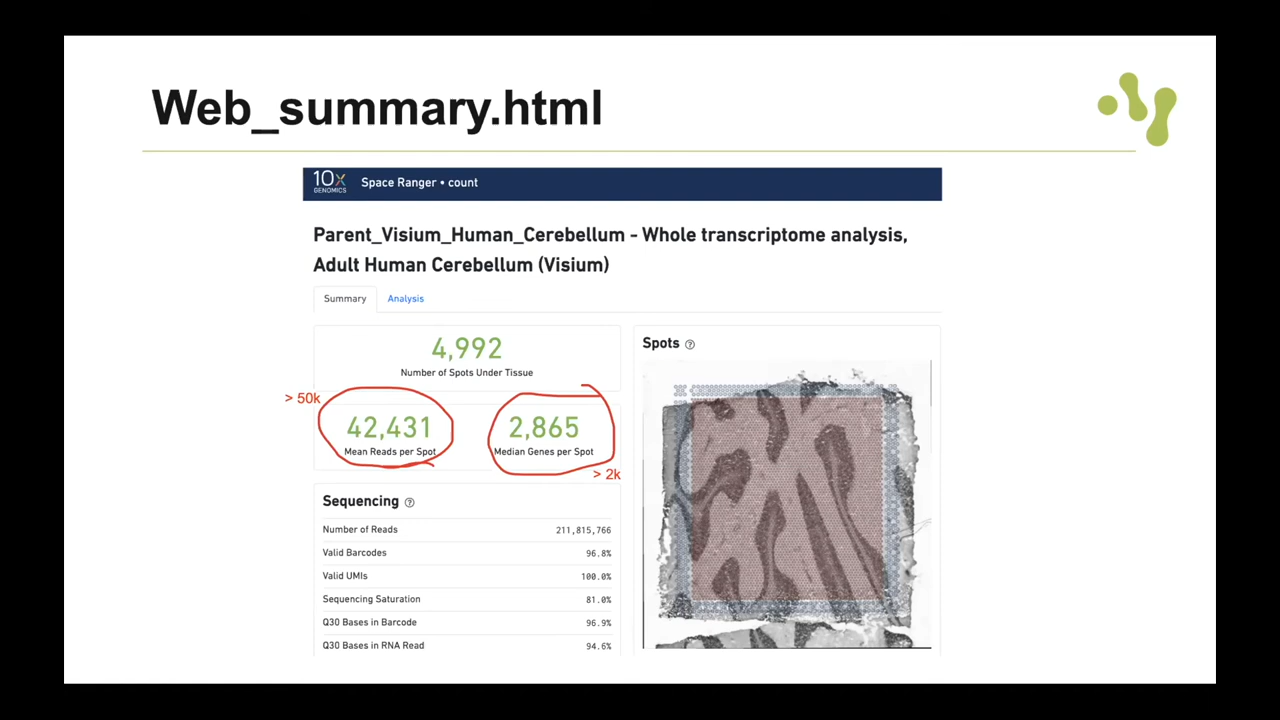 Web_summary.html
10x
GENOMICS
Space Ranger • count
Parent_Visium_Human_Cerebellum - Whole transcriptome analysis,
Adult Human Cerebellum (Visium)
Summary
Analysis
4,992
Number of Spots Under Tissue
> 50k
42,431
Mean Reads per Spot
2,865
Median Genes per Spot
> 2k
Sequencing ?
Number of Reads 211,815,766
Valid Barcodes 96.8%
Valid UMIs 100.0%
Sequencing Saturation 81.0%
Q30 Bases in Barcode 96.9%
Q30 Bases in RNA Read 94.6%
Spots ?